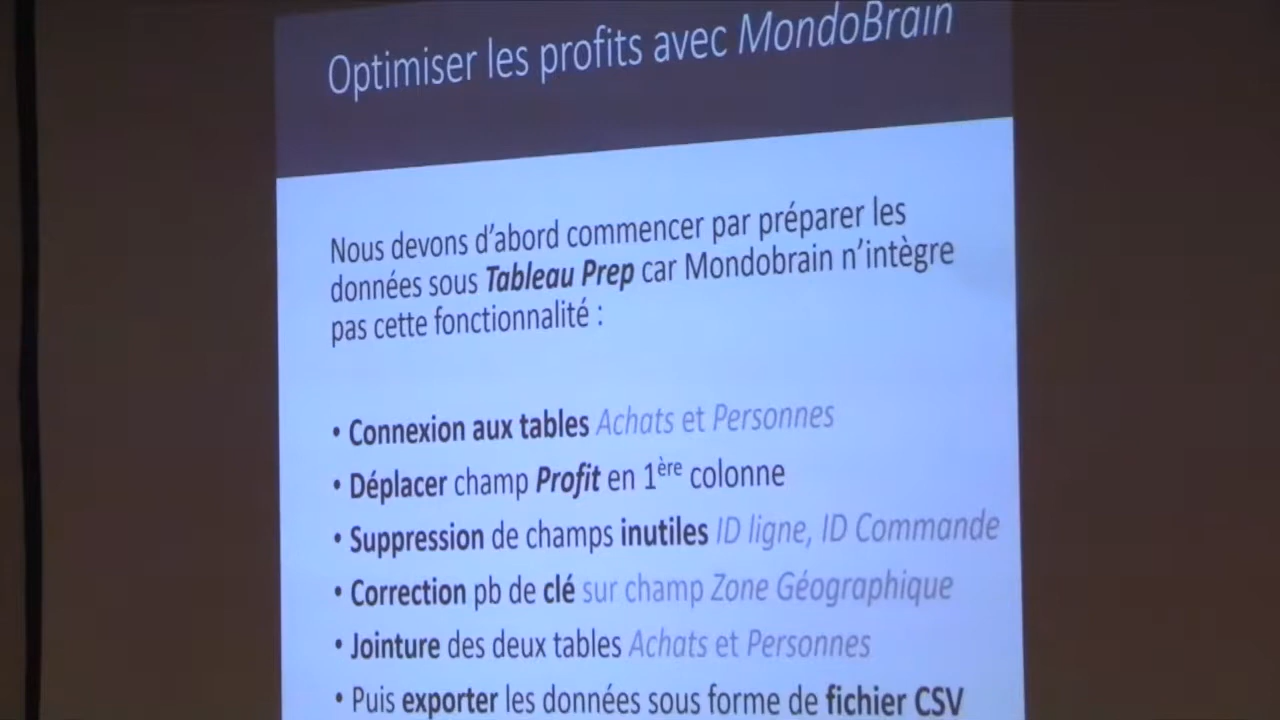 Optimiser les profits avec MondoBrain
Nous devons d'abord commencer par préparer les
données sous Tableau Prep car Mondobrain n'intègre
pas cette fonctionnalité :
• Connexion aux tables Achats et Personnes
• Déplacer champ Profit en 1ère colonne
• Suppression de champs inutiles ID ligne, ID Commande
• Correction pb de clé sur champ Zone Géographique
• Jointure des deux tables Achats et Personnes
• Puis exporter les données sous forme de fichier CSV